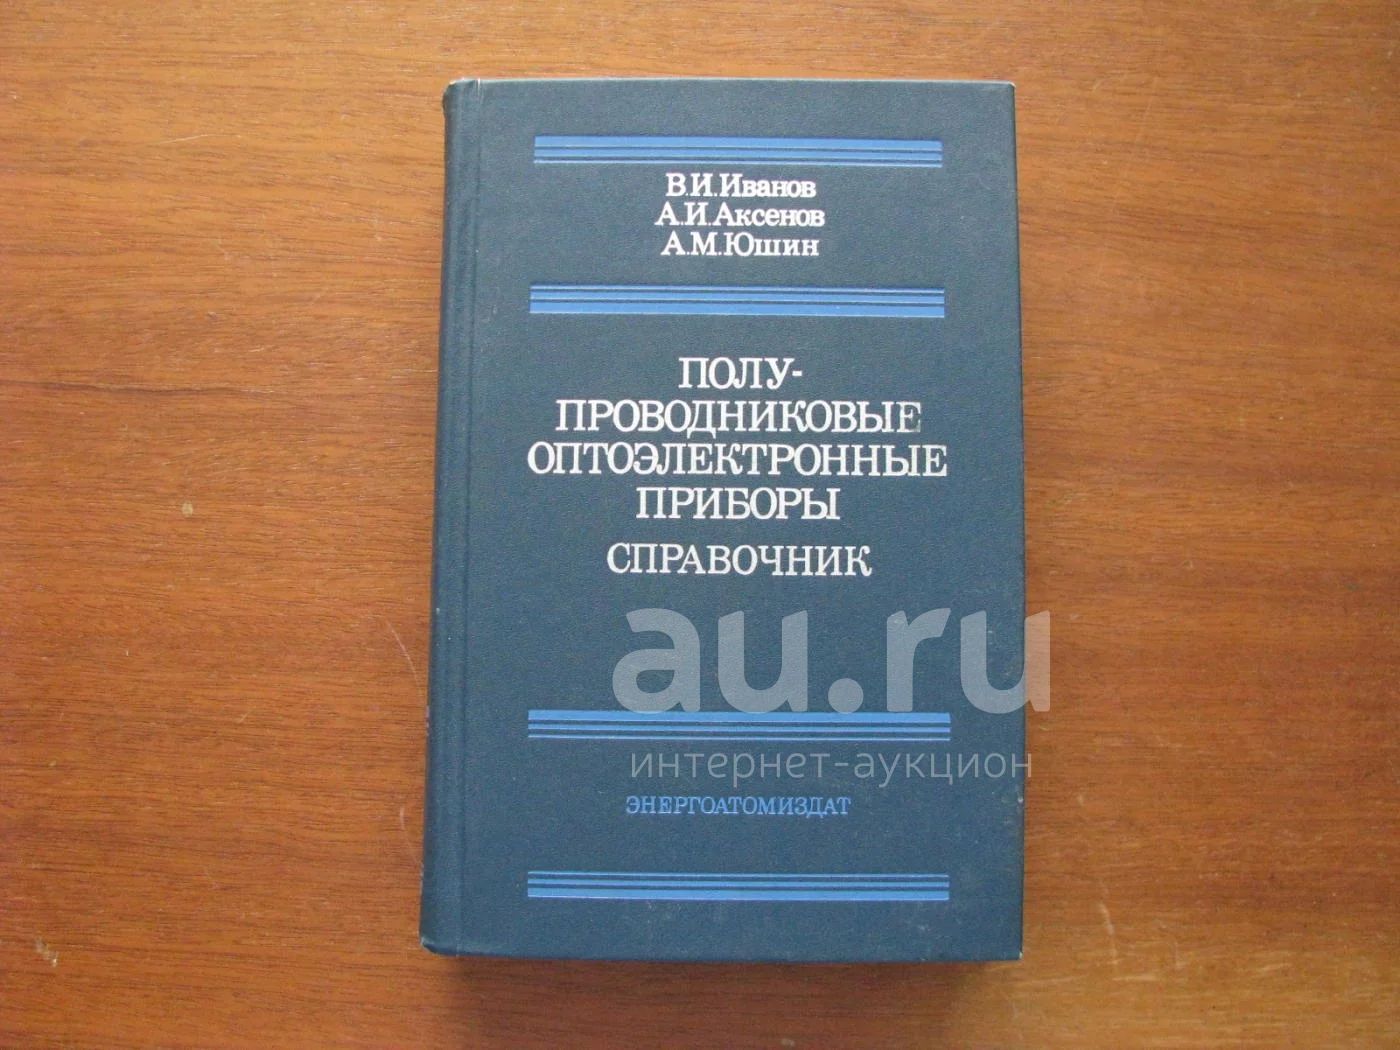 В.И.Иванов
А.И.Аксенов
А.М.Юшин
ПОЛУ-
ПРОВОДНИКОВЫЕ
ОПТОЭЛЕКТРОННЫЕ
ПРИБОРЫ
СПРАВОЧНИК
au.ru
интернет-аукцион
ЭНЕРГОАТОМИЗДАТ